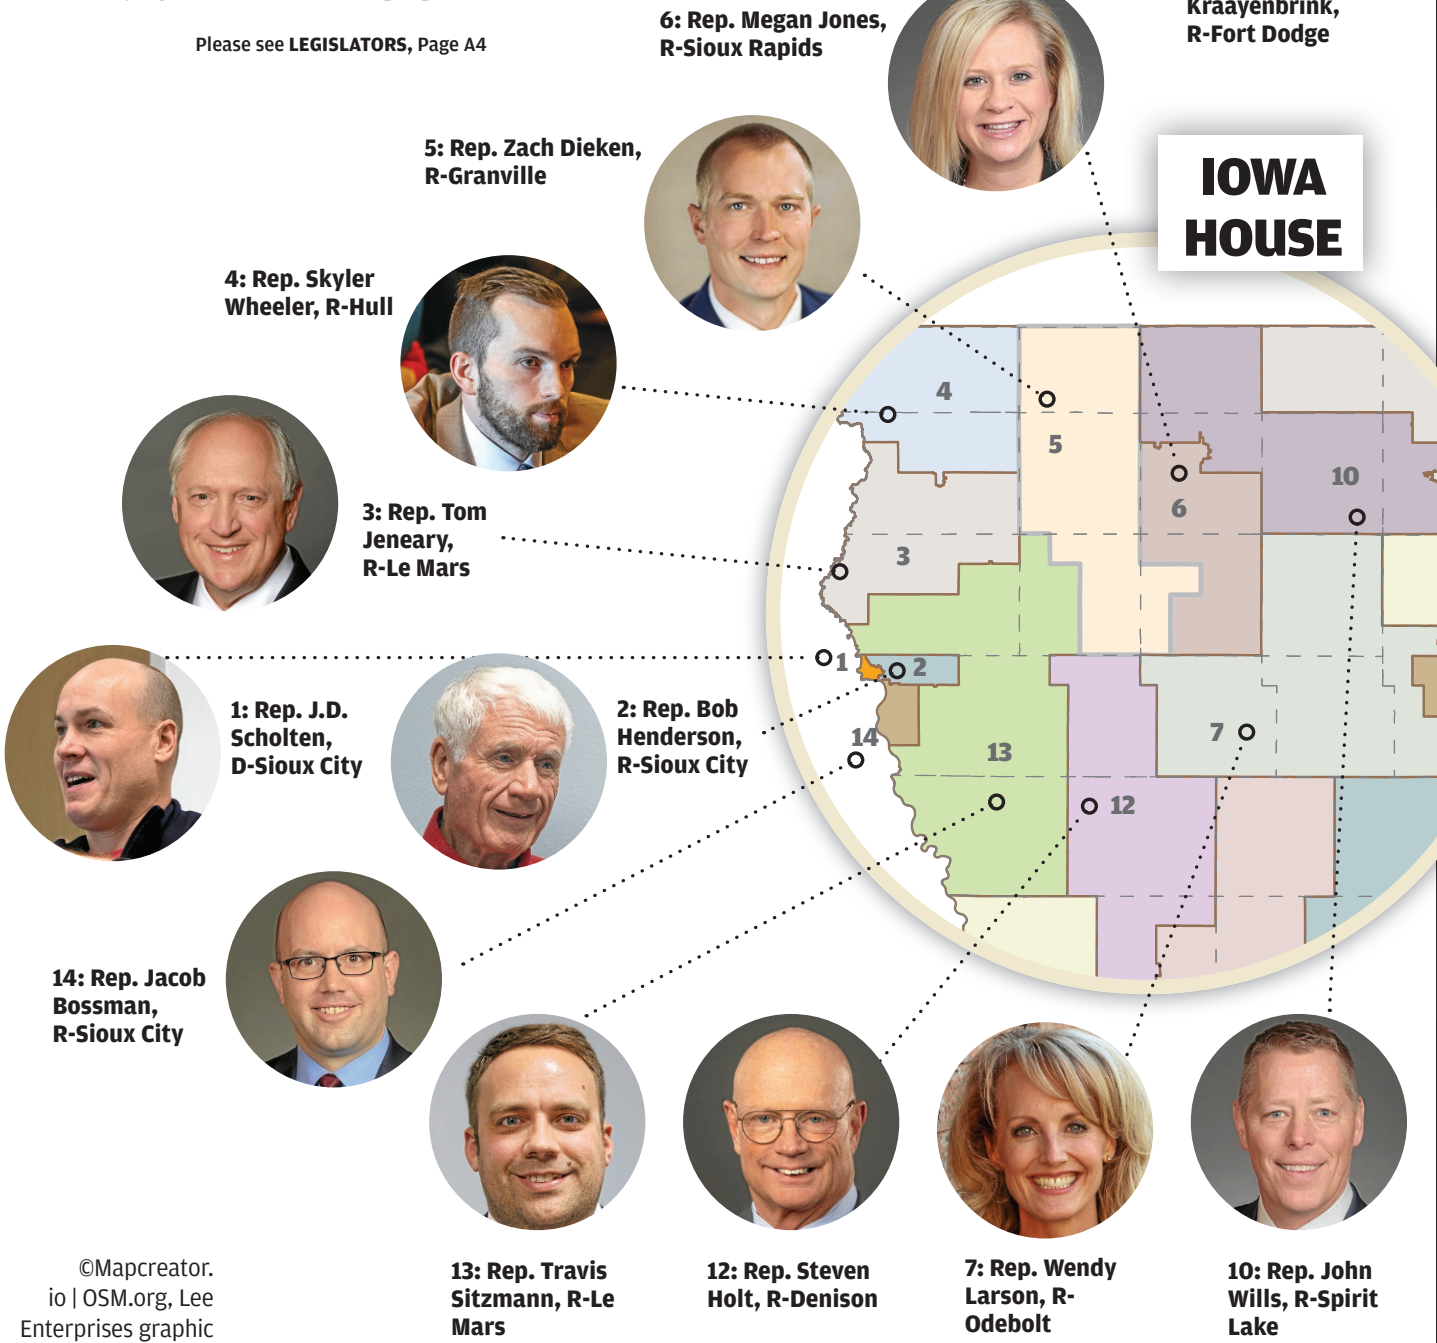 Please see LEGISLATORS, Page A4
6: Rep. Megan Jones,
R-Sioux Rapids
Kraayenbrink,
R-Fort Dodge
5: Rep. Zach Dieken,
R-Granville
IOWA
HOUSE
4: Rep. Skyler
Wheeler, R-Hull
3: Rep. Tom
Jeneary,
R-Le Mars
4
5
10
6
3
1
2
14
13
7
12
1: Rep. J.D.
Scholten,
D-Sioux City
2: Rep. Bob
Henderson,
R-Sioux City
14: Rep. Jacob
Bossman,
R-Sioux City
13: Rep. Travis
Sitzmann, R-Le
Mars
12: Rep. Steven
Holt, R-Denison
7: Rep. Wendy
Larson, R-
Odebolt
10: Rep. John
Wills, R-Spirit
Lake
©Mapcreator.
io | OSM.org, Lee
Enterprises graphic